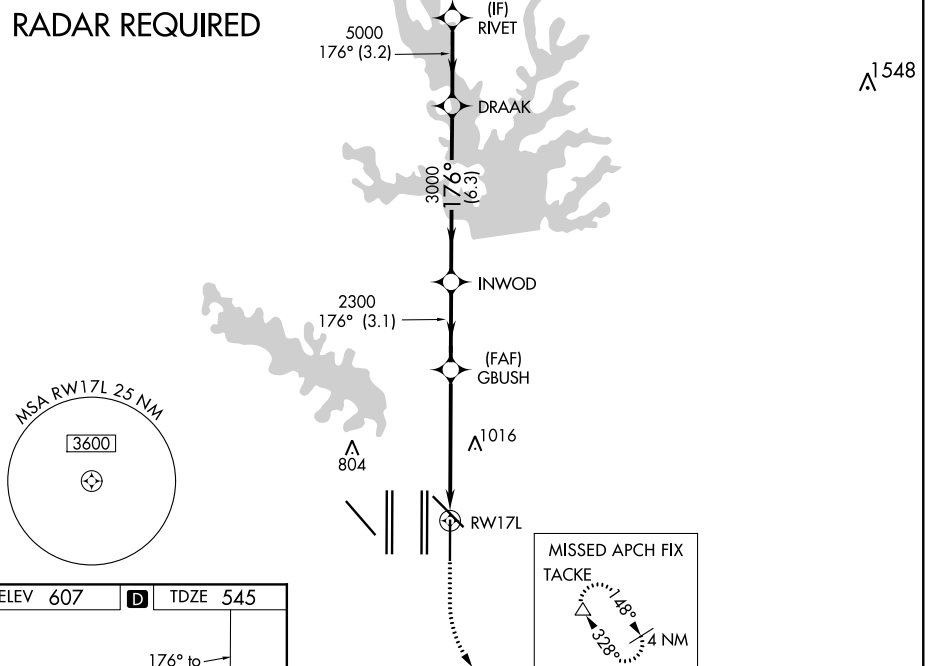 RADAR REQUIRED
(IF)
RIVET
5000
176° (3.2)
1548
DRAAK
3000
176°
(6.3)
INWOD
2300
176° (3.1)
(FAF)
GBUSH
MSA RW17L 25 NM
3600
1016
804
RW17L
MISSED APCH FIX
TACKE
148°
328°
4 NM
ELEV 607 D TDZE 545
176° to